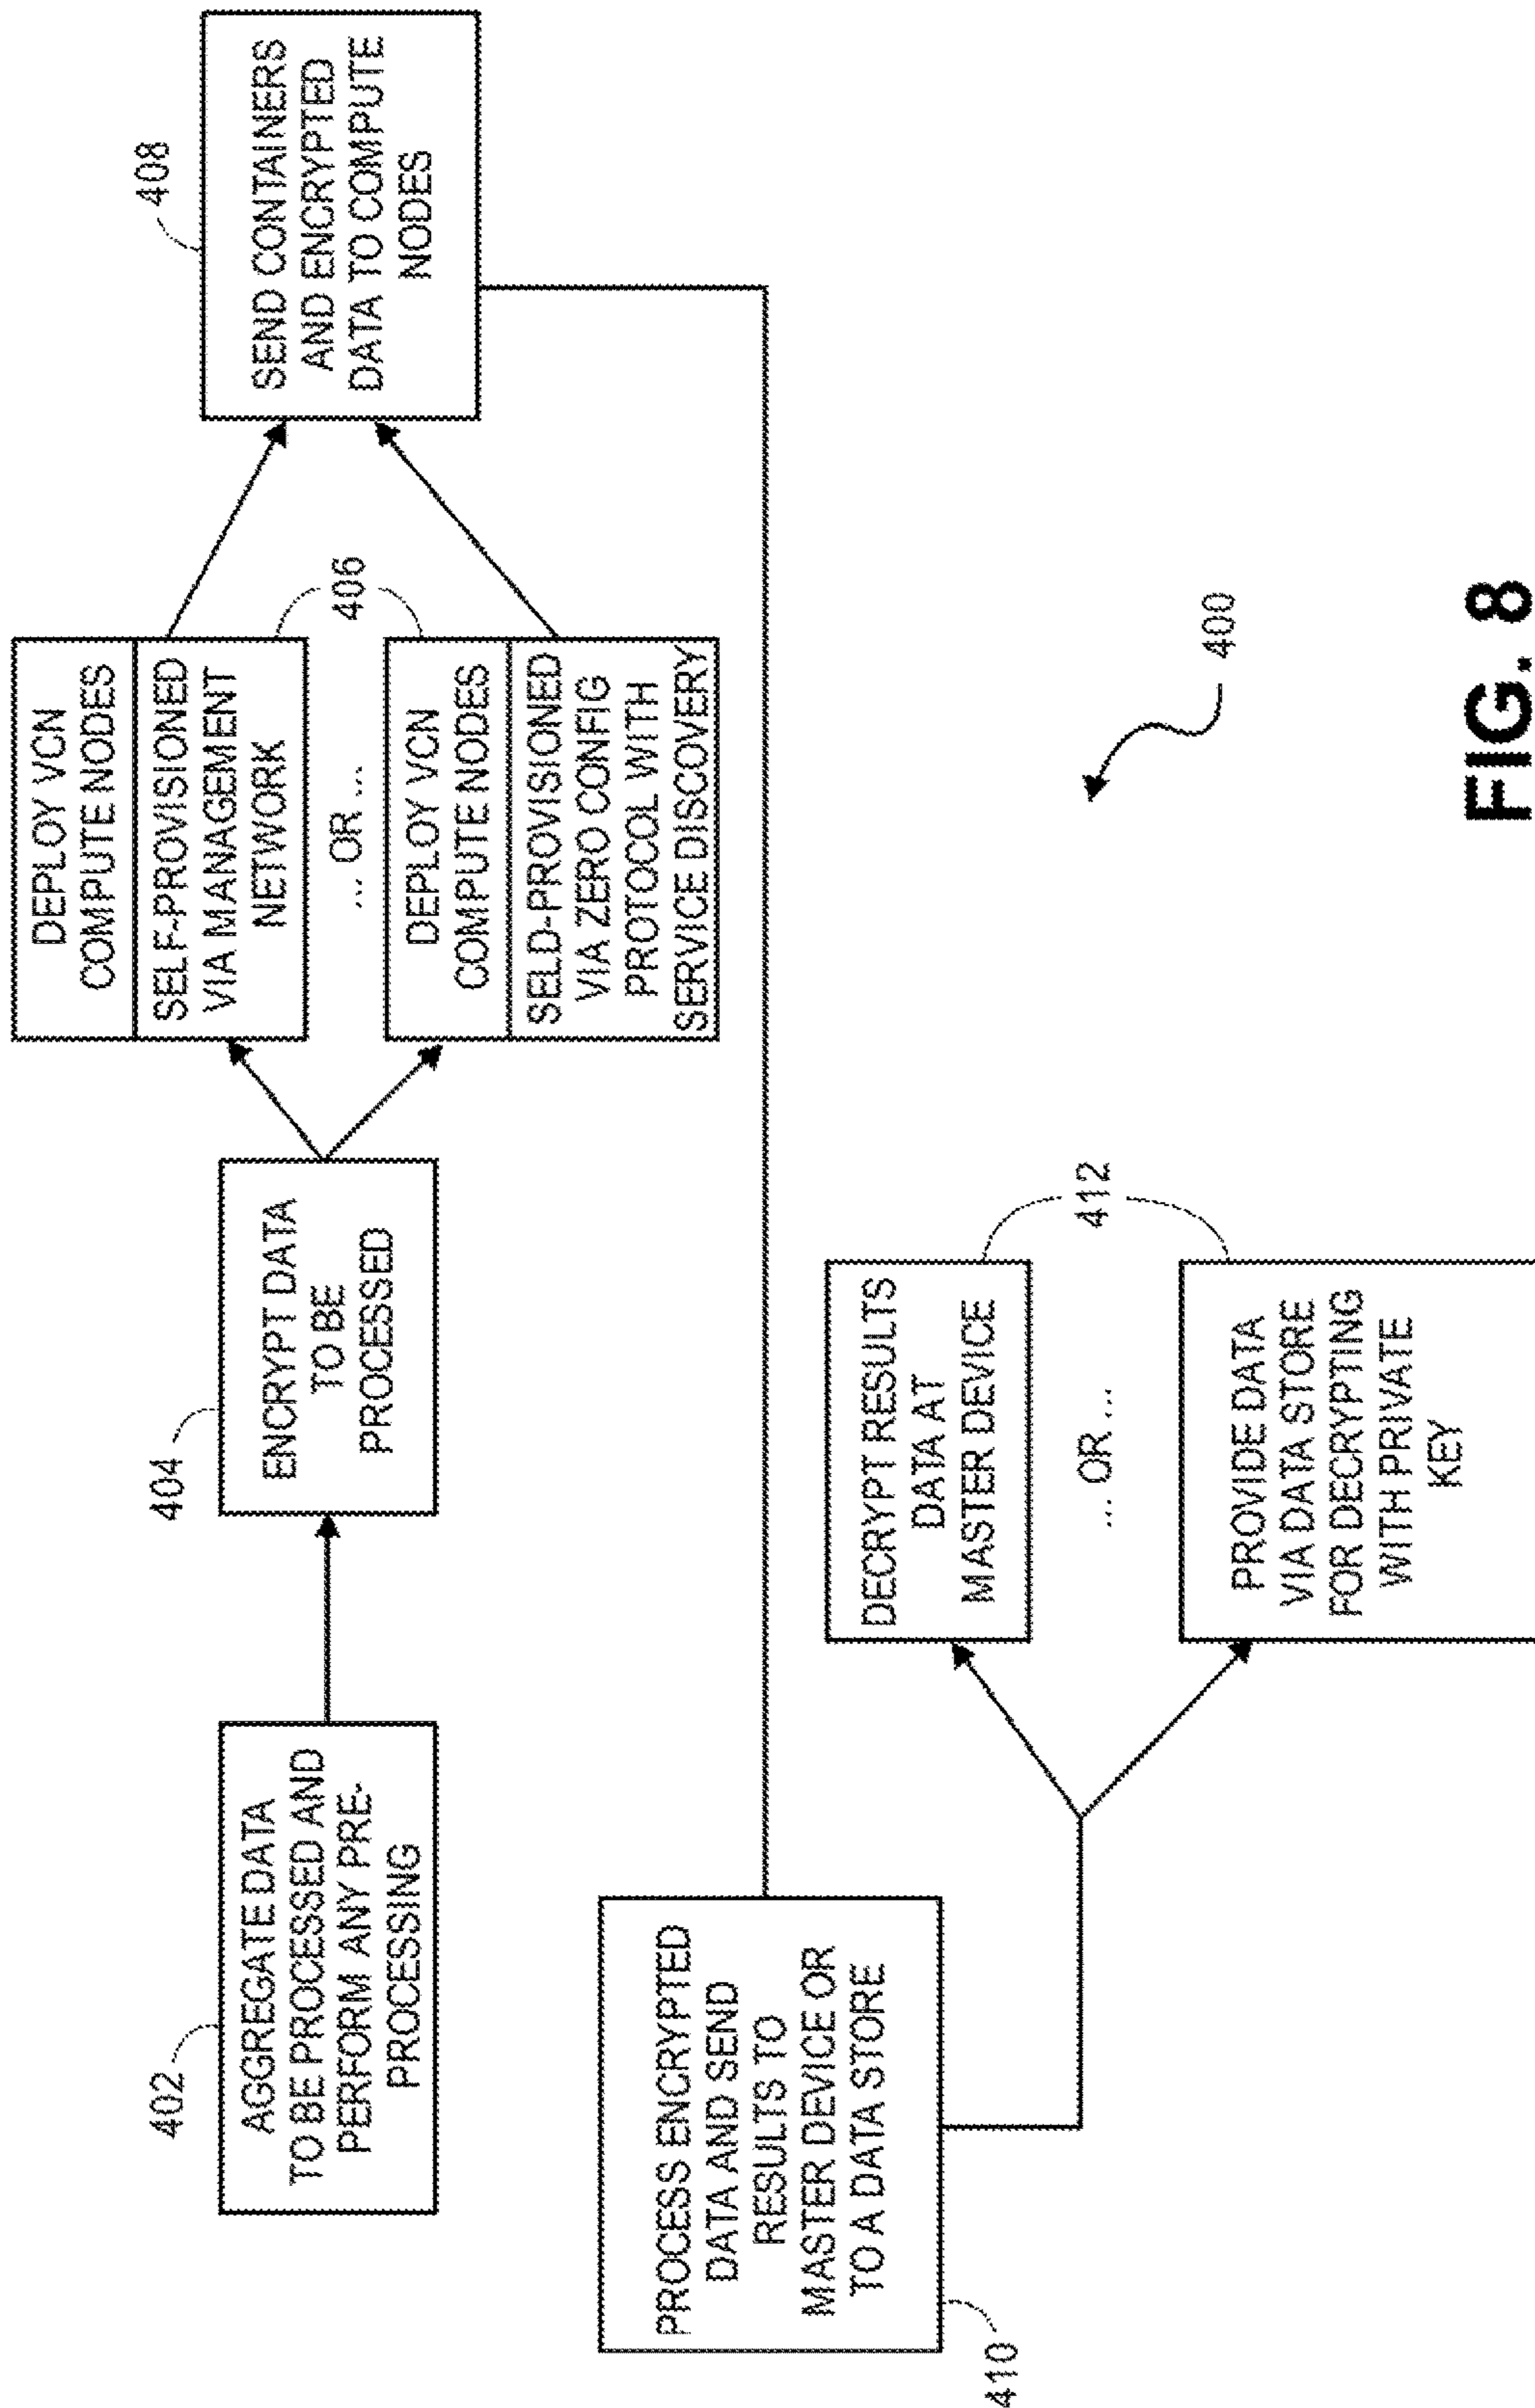 402
AGGREGATE DATA
TO BE PROCESSED AND
PERFORM ANY PRE-
PROCESSING
404
ENCRYPT DATA
TO BE
PROCESSED
DEPLOY VCN
COMPUTE NODES
SELF-PROVISIONED
VIA MANAGEMENT
NETWORK
... OR ...
406
DEPLOY VCN
COMPUTE NODES
SELD-PROVISIONED
VIA ZERO CONFIG
PROTOCOL WITH
SERVICE DISCOVERY
408
SEND CONTAINERS
AND ENCRYPTED
DATA TO COMPUTE
NODES
PROCESS ENCRYPTED
DATA AND SEND
RESULTS TO
MASTER DEVICE OR
TO A DATA STORE
410
DECRYPT RESULTS
DATA AT
MASTER DEVICE
... OR ...
412
PROVIDE DATA
VIA DATA STORE
FOR DECRYPTING
WITH PRIVATE
KEY
400
FIG. 8